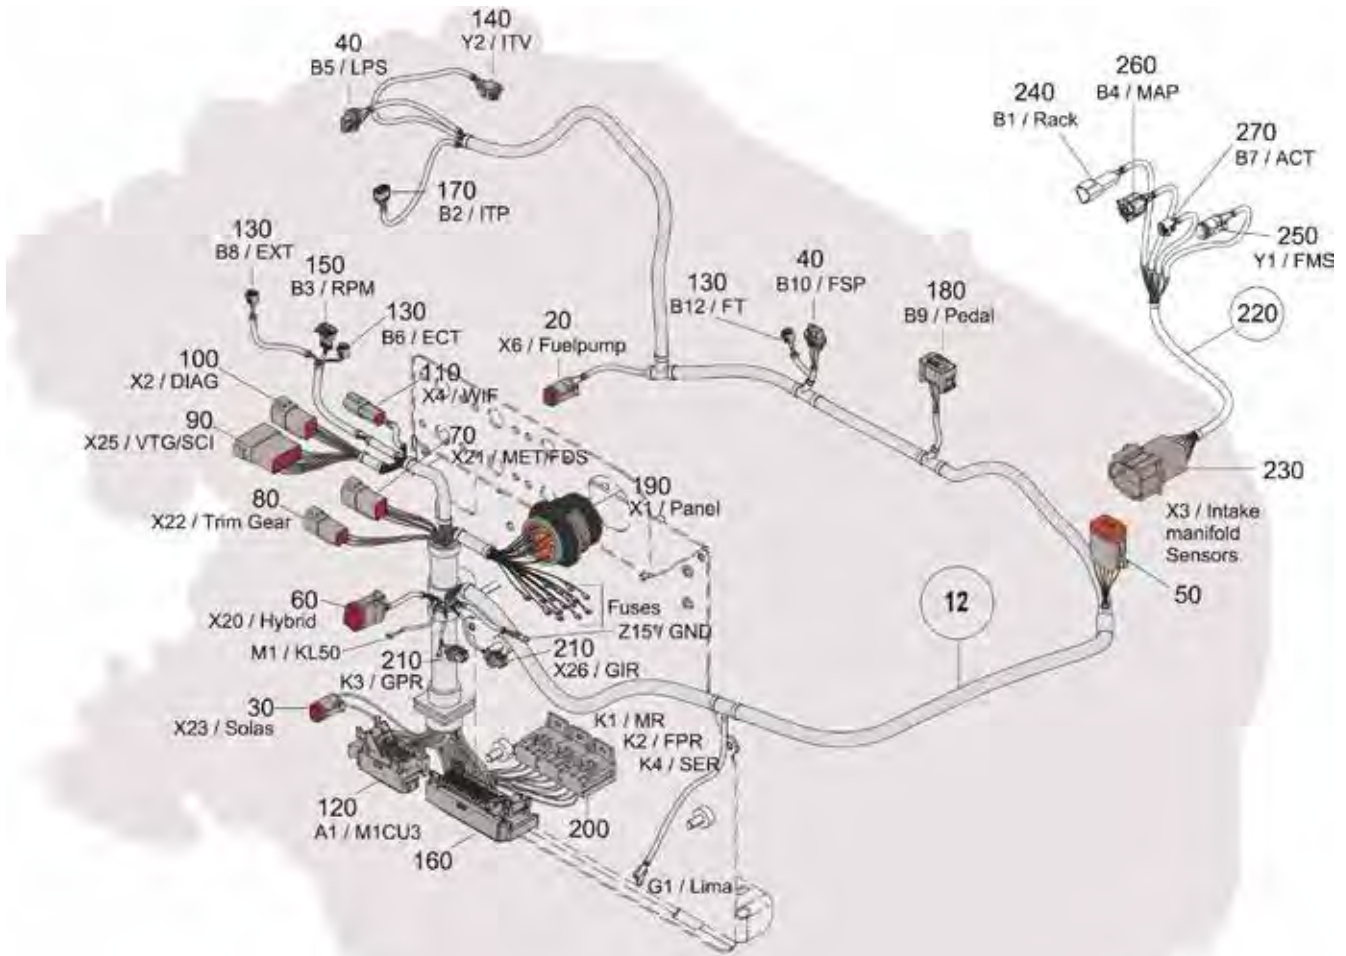 140
Y2 / ITV
40
B5 / LPS
260
B4 / MAP
240
B1 / Rack
270
B7 / ACT
170
B2 / ITP
250
Y1 / FMS
130
B8 / EXT
150
B3 / RPM
130
B6 / ECT
40
B10 / FSP
130
B12 / FT
180
B9 / Pedal
220
20
X6 / Fuelpump
100
X2 / DIAG
110
X4 / WIF
90
X25 / VTG/SCI
70
X21 / MET/FDS
230
190
X1 / Panel
80
X22 / Trim Gear
X3 / Intake
manifold
Sensors
50
12
60
X20 / Hybrid
Fuses
/ GND
M1 / KL50
210
K3 / GPR
210
X26 / GIR
30
X23 / Solas
K1 / MR
K2 / FPR
K4 / SER
120
A1 / M1CU3
200
160
G1 / Lima